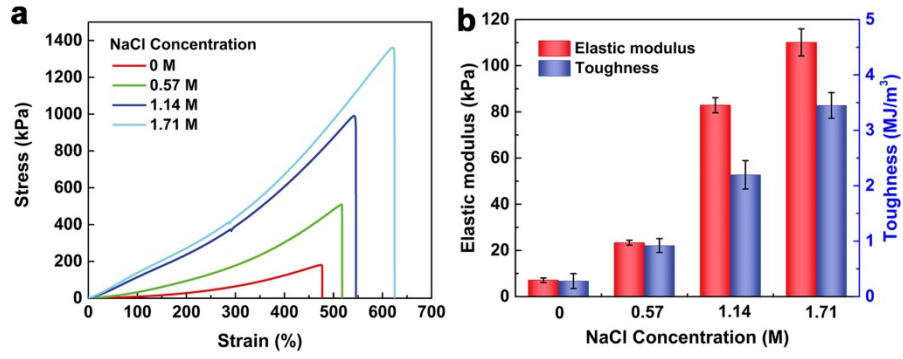 a
1400
1200
1000
800
600
400
200
0
Stress (kPa)
NaCl Concentration
0 M
0.57 M
1.14 M
1.71 M
0 100 200 300 400 500 600 700
Strain (%)
b
120
100
80
60
40
20
0
Elastic modulus (kPa)
Elastic modulus
Toughness
5
4
3
2
1
0
Toughness (MJ/m³)
0 0.57 1.14 1.71
NaCl Concentration (M)